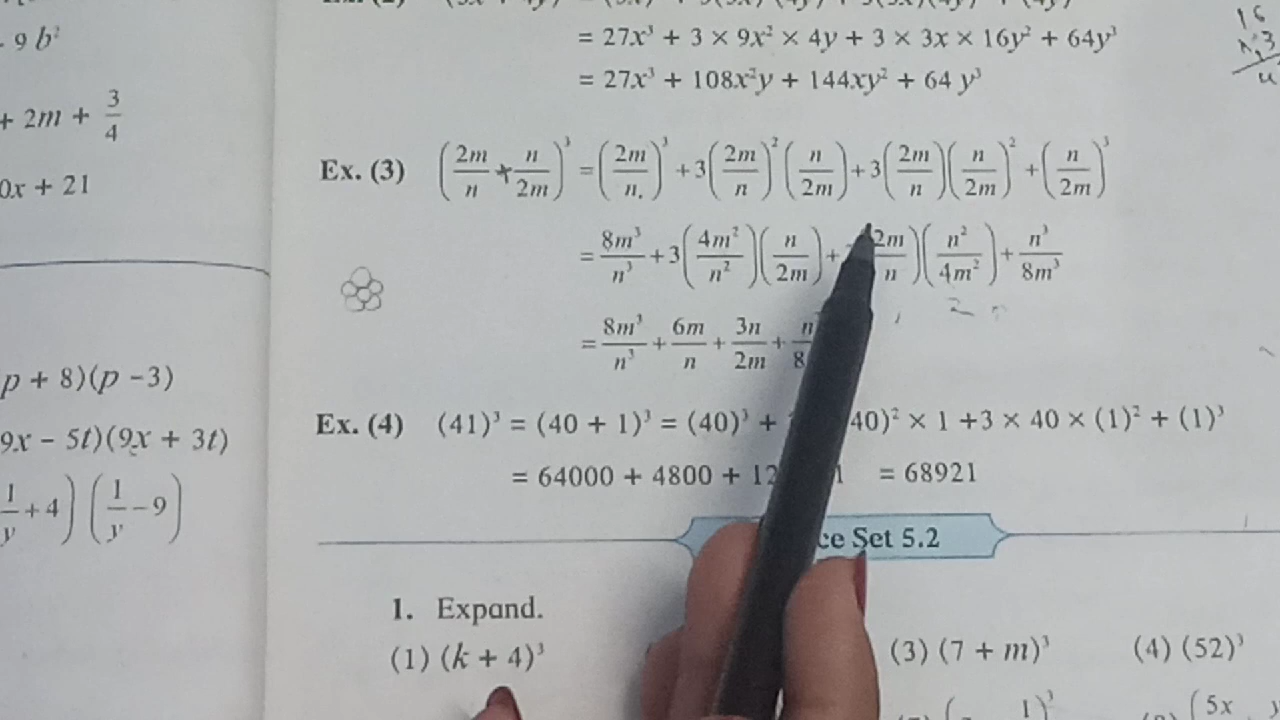 - 9 b²
+ 2m + 3/4
0x + 21
p + 8)(p - 3)
9x - 5t)(9x + 3t)
1/y + 4) (1/y - 9)
= 27x³ + 3 × 9x² × 4y + 3 × 3x × 16y² + 64y³
= 27x³ + 108x²y + 144xy² + 64 y³
Ex. (3) (2m/n + n/2m)³ = (2m/n)³ + 3(2m/n)²(n/2m) + 3(2m/n)(n/2m)² + (n/2m)³
= 8m³/n³ + 3(4m²/n²)(n/2m) + 2m/n)(n²/4m²) + n³/8m³
= 8m³/n³ + 6m/n + 3n/2m + n/8
Ex. (4) (41)³ = (40 + 1)³ = (40)³ + 40)² × 1 + 3 × 40 × (1)² + (1)³
= 64000 + 4800 + 12 1 = 68921
ce Set 5.2
1. Expand.
(1) (k + 4)³ (3) (7 + m)³ (4) (52)³